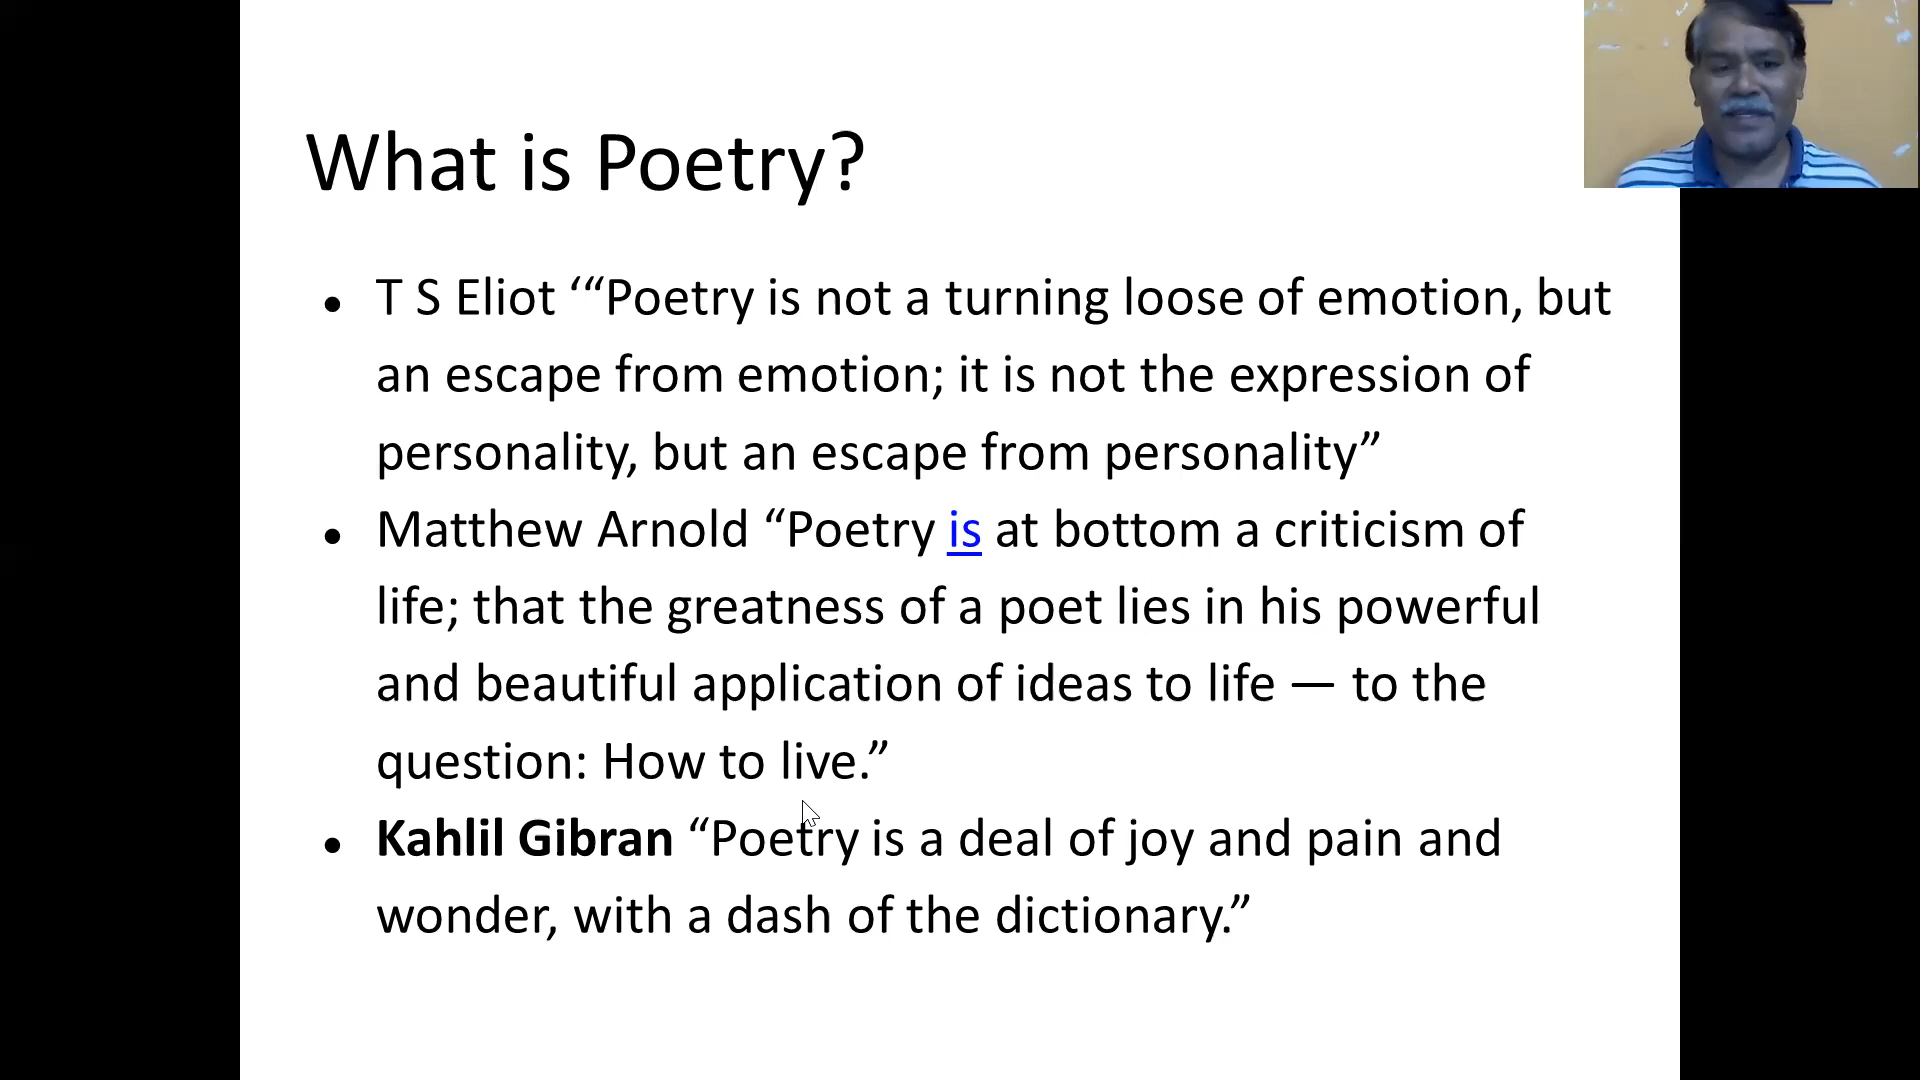 What is Poetry?
• T S Eliot ‘“Poetry is not a turning loose of emotion, but
an escape from emotion; it is not the expression of
personality, but an escape from personality”
• Matthew Arnold “Poetry is at bottom a criticism of
life; that the greatness of a poet lies in his powerful
and beautiful application of ideas to life — to the
question: How to live.”
• Kahlil Gibran “Poetry is a deal of joy and pain and
wonder, with a dash of the dictionary.”